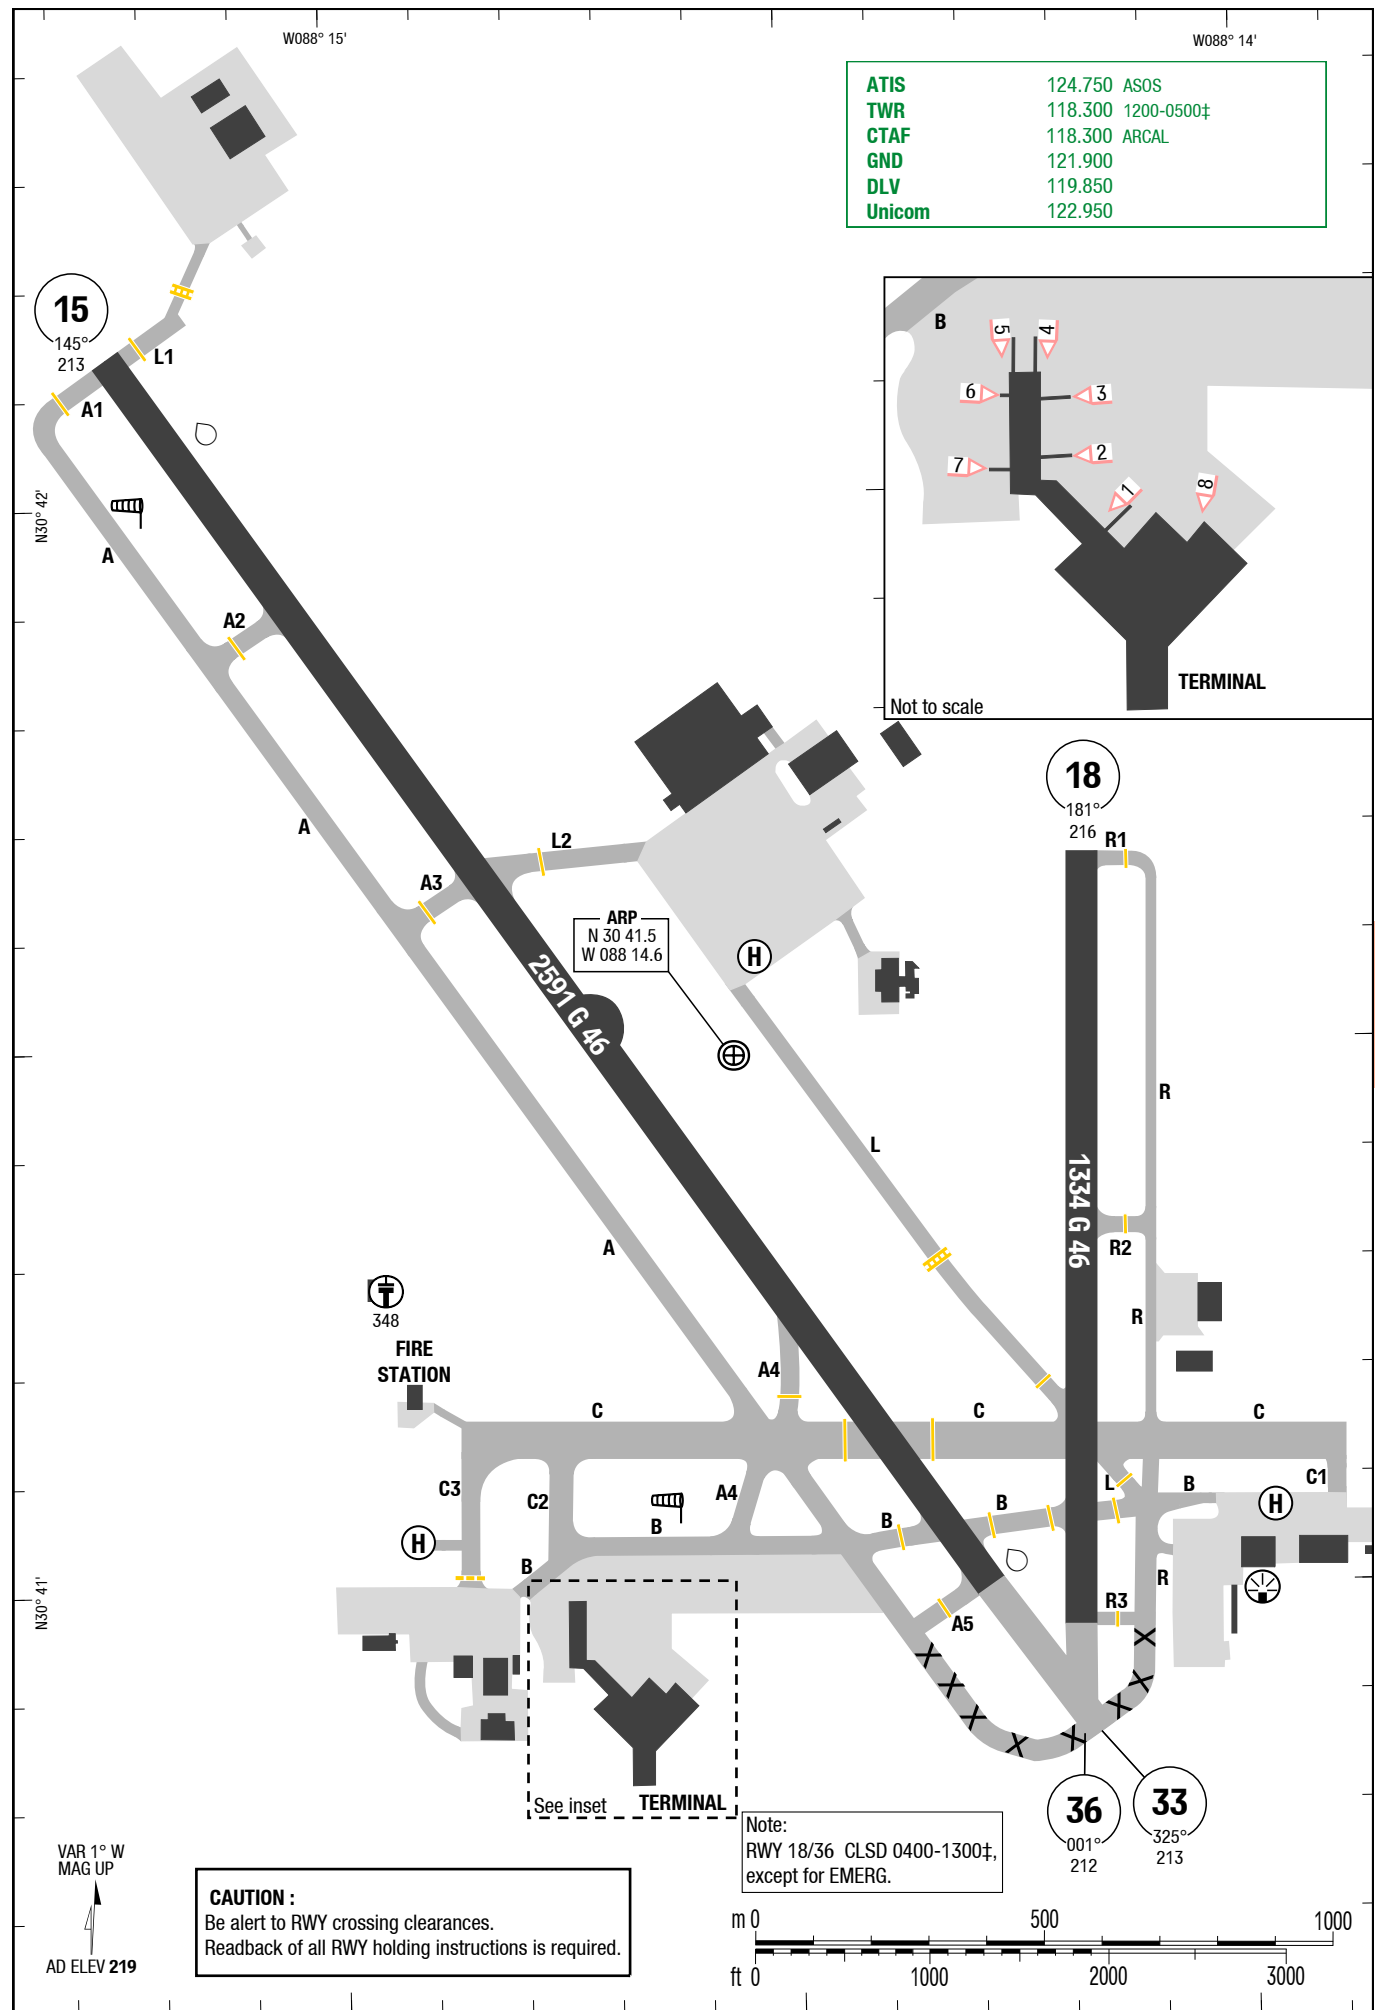 W088° 15'
W088° 14'
ATIS 124.750 ASOS
TWR 118.300 1200-0500‡
CTAF 118.300 ARCAL
GND 121.900
DLV 119.850
Unicom 122.950
15
145°
213
L1
A1
B
5
4
6
3
7
2
1
8
TERMINAL
Not to scale
N30° 42'
A
A2
18
181°
216
R1
A
L2
A3
ARP
N 30 41.5
W 088 14.6
H
2591 G 46
R
L
1334 G 46
R2
A
R
348
FIRE
STATION
A4
C
C
C
C3
C2
A4
L
B
C1
B
B
B
H
H
B
R
N30° 41'
R3
A5
See inset
TERMINAL
36
001°
212
33
325°
213
Note:
RWY 18/36 CLSD 0400-1300‡,
except for EMERG.
VAR 1° W
MAG UP
AD ELEV 219
CAUTION :
Be alert to RWY crossing clearances.
Readback of all RWY holding instructions is required.
m 0 500 1000
ft 0 1000 2000 3000